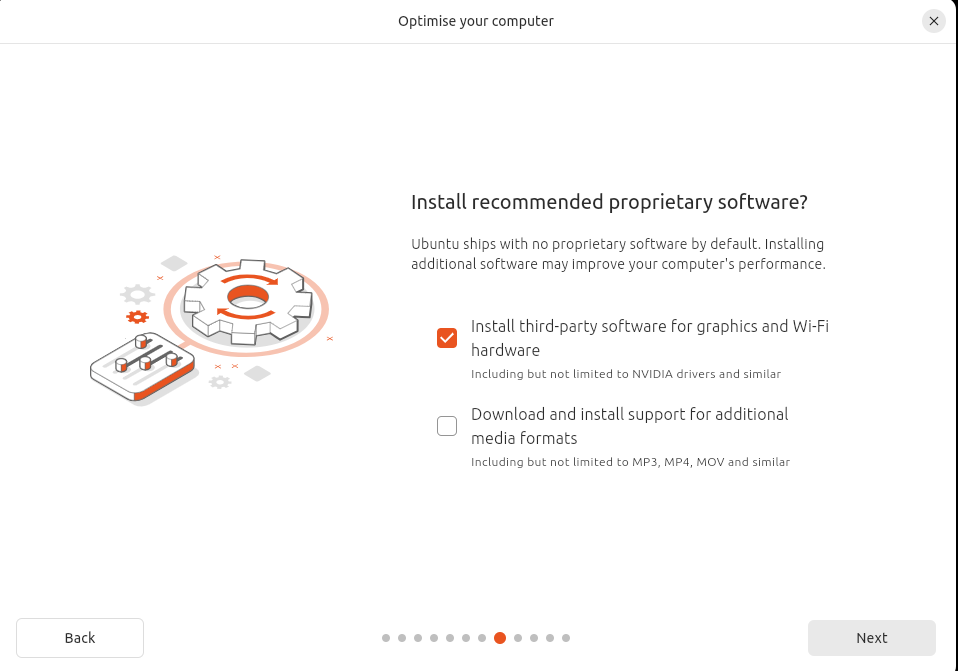 Optimise your computer
Install recommended proprietary software?
Ubuntu ships with no proprietary software by default. Installing
additional software may improve your computer's performance.
Install third-party software for graphics and Wi-Fi
hardware
Including but not limited to NVIDIA drivers and similar
Download and install support for additional
media formats
Including but not limited to MP3, MP4, MOV and similar
Back
Next